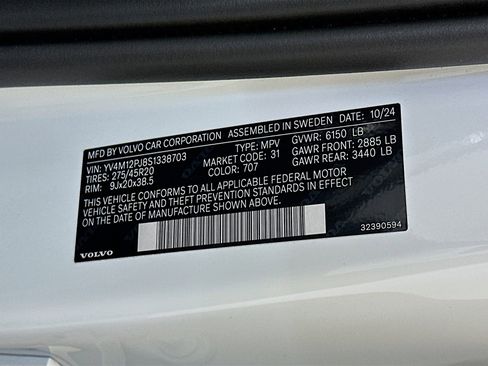 MFD BY VOLVO CAR CORPORATION ASSEMBLED IN SWEDEN DATE: 10/24
VIN: YV4M12PJ8S1338703 TYPE: MPV GVWR: 6150 LB
TIRES: 275/45R20 MARKET CODE: 31 GAWR FRONT: 2885 LB
RIM: 9Jx20x38.5 COLOR: 707 GAWR REAR: 3440 LB
THIS VEHICLE CONFORMS TO ALL APPLICABLE FEDERAL MOTOR
VEHICLE SAFETY AND THEFT PREVENTION STANDARDS IN EFFECT
ON THE DATE OF MANUFACTURE SHOWN ABOVE.
VOLVO 32390594